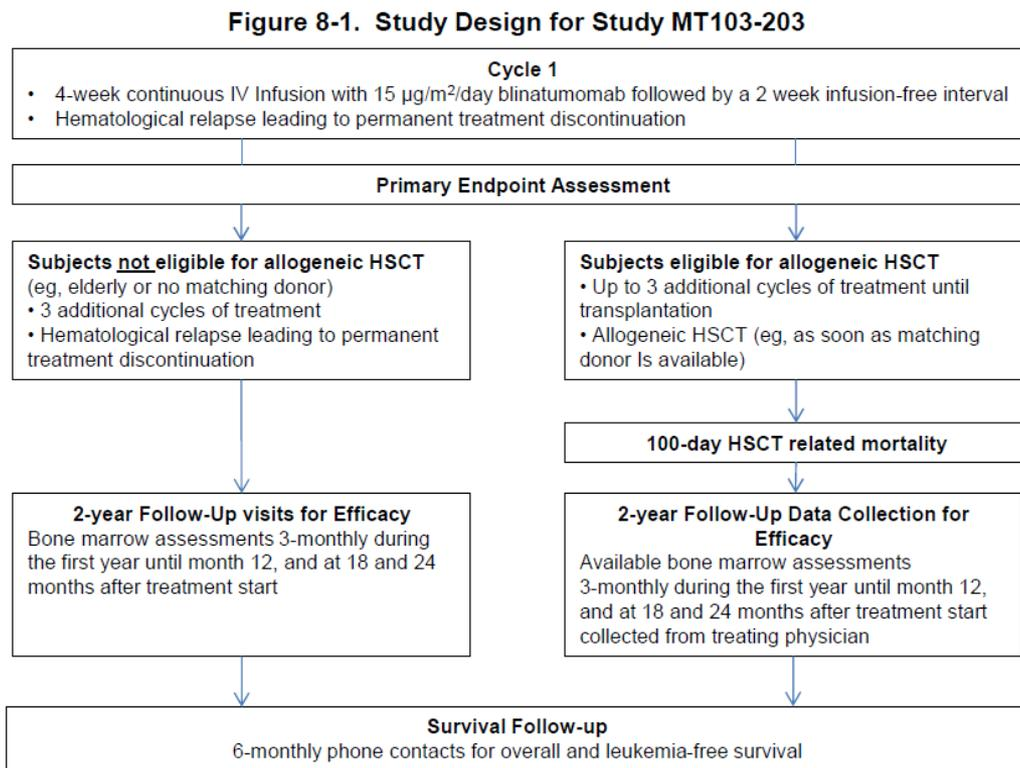 Figure 8-1. Study Design for Study MT103-203
Cycle 1
• 4-week continuous IV Infusion with 15 µg/m²/day blinatumomab followed by a 2 week infusion-free interval
• Hematological relapse leading to permanent treatment discontinuation
Primary Endpoint Assessment
Subjects not eligible for allogeneic HSCT
(eg, elderly or no matching donor)
• 3 additional cycles of treatment
• Hematological relapse leading to permanent
treatment discontinuation
Subjects eligible for allogeneic HSCT
• Up to 3 additional cycles of treatment until
transplantation
• Allogeneic HSCT (eg, as soon as matching
donor Is available)
100-day HSCT related mortality
2-year Follow-Up visits for Efficacy
Bone marrow assessments 3-monthly during
the first year until month 12, and at 18 and 24
months after treatment start
2-year Follow-Up Data Collection for
Efficacy
Available bone marrow assessments
3-monthly during the first year until month 12,
and at 18 and 24 months after treatment start
collected from treating physician
Survival Follow-up
6-monthly phone contacts for overall and leukemia-free survival